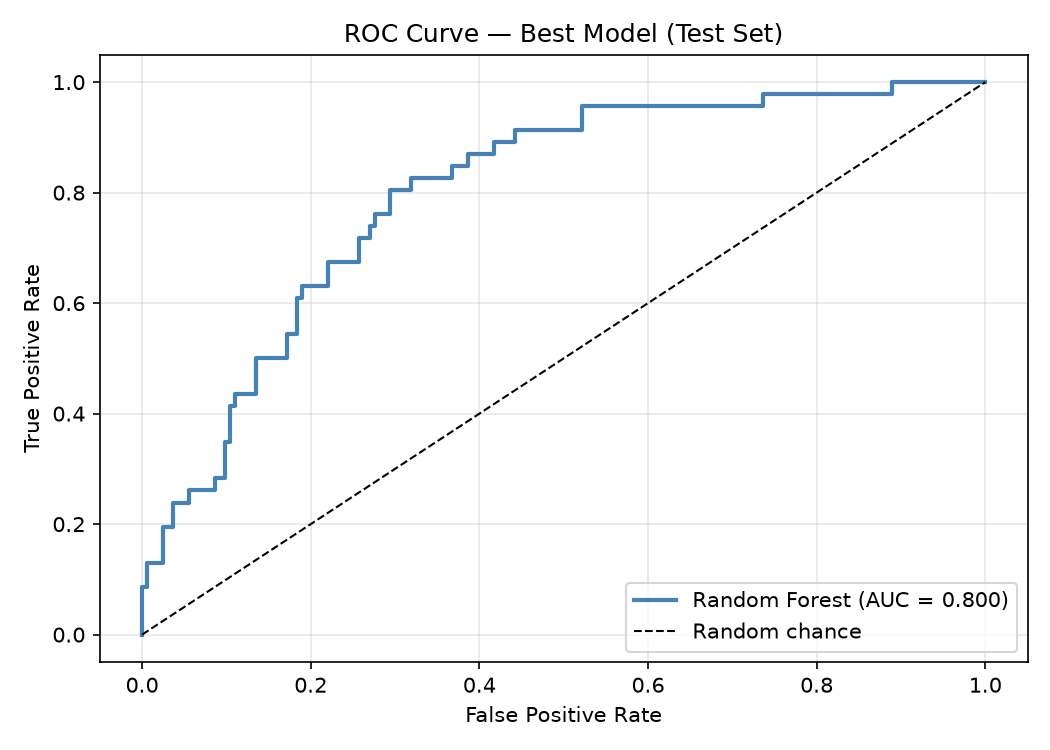 ROC Curve — Best Model (Test Set)
1.0
0.8
0.6
0.4
0.2
0.0
True Positive Rate
0.0 0.2 0.4 0.6 0.8 1.0
False Positive Rate
Random Forest (AUC = 0.800)
Random chance